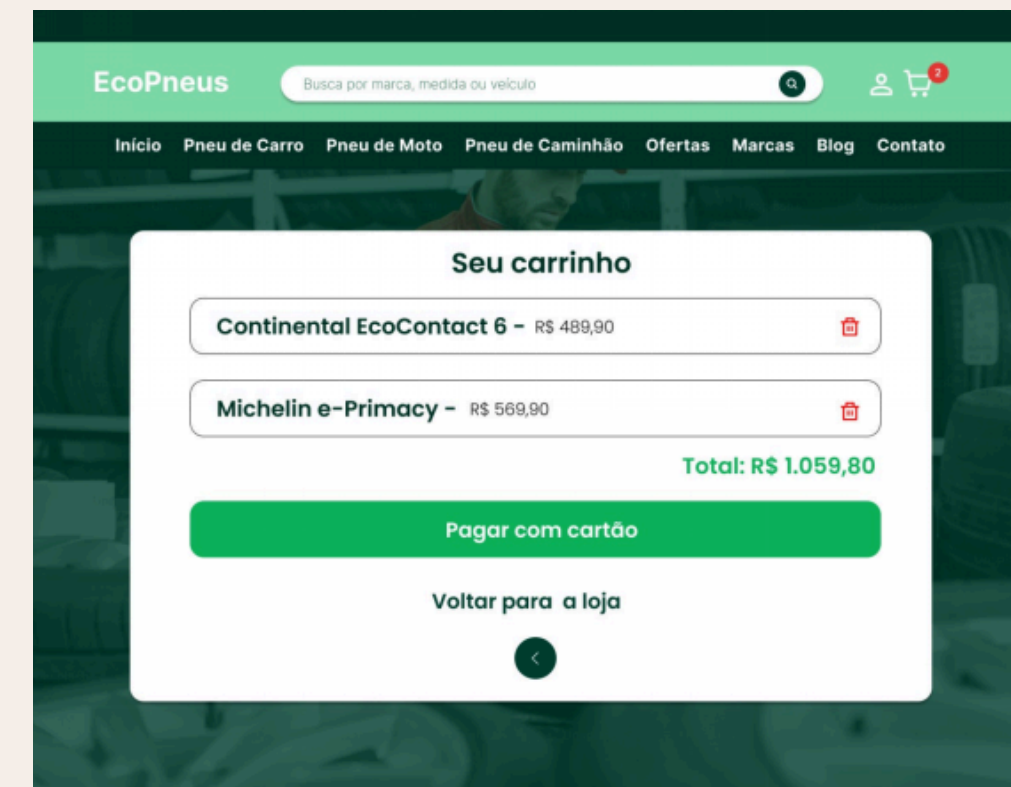 EcoPneus
Busca por marca, medida ou veículo
2
Início Pneu de Carro Pneu de Moto Pneu de Caminhão Ofertas Marcas Blog Contato
Seu carrinho
Continental EcoContact 6 - R$ 489,90
Michelin e-Primacy - R$ 569,90
Total: R$ 1.059,80
Pagar com cartão
Voltar para a loja